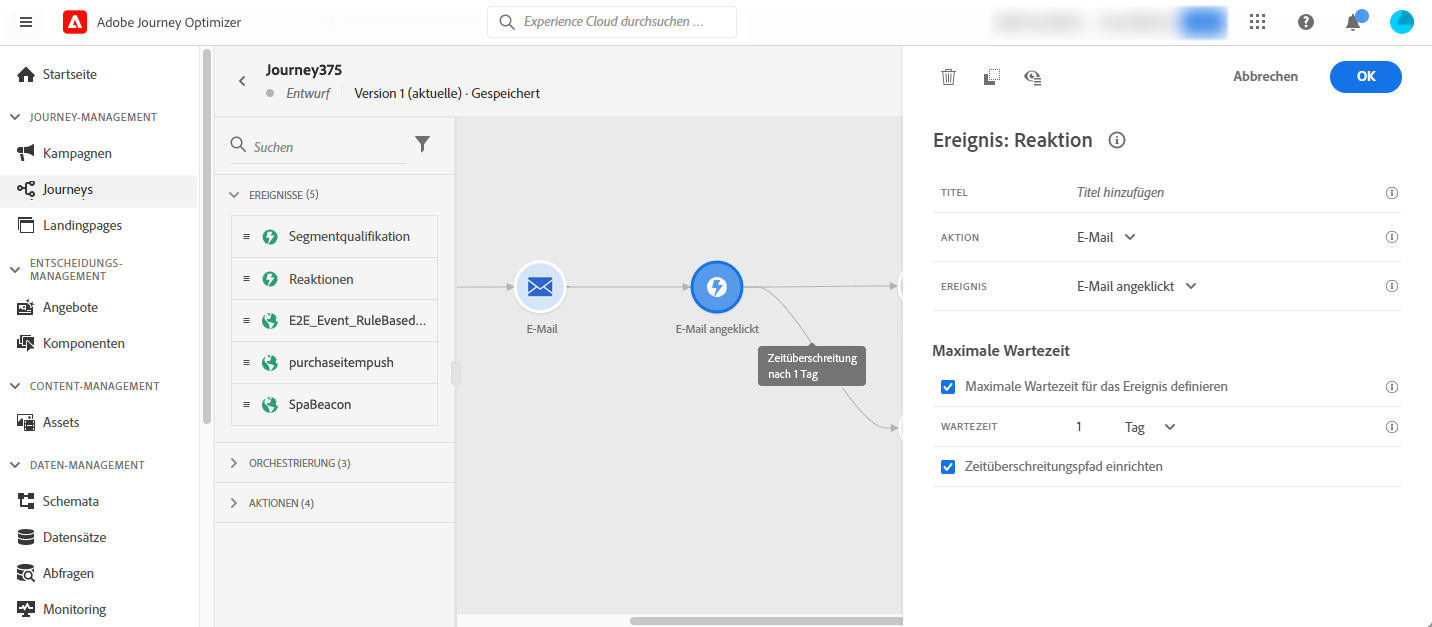 Adobe Journey Optimizer
Experience Cloud durchsuchen ...
Startseite
JOURNEY-MANAGEMENT
Kampagnen
Journeys
Landingpages
ENTSCHEIDUNGS-
MANAGEMENT
Angebote
Komponenten
CONTENT-MANAGEMENT
Assets
DATEN-MANAGEMENT
Schemata
Datensätze
Abfragen
Monitoring
Journey375
Entwurf
Version 1 (aktuelle) · Gespeichert
Suchen
EREIGNISSE (5)
Segmentqualifikation
Reaktionen
E2E_Event_RuleBased...
purchaseitempush
SpaBeacon
ORCHESTRIERUNG (3)
AKTIONEN (4)
E-Mail
E-Mail angeklickt
Zeitüberschreitung
nach 1 Tag
Abbrechen
OK
Ereignis: Reaktion
TITEL
Titel hinzufügen
AKTION
E-Mail
EREIGNIS
E-Mail angeklickt
Maximale Wartezeit
Maximale Wartezeit für das Ereignis definieren
WARTEZEIT
1
Tag
Zeitüberschreitungspfad einrichten